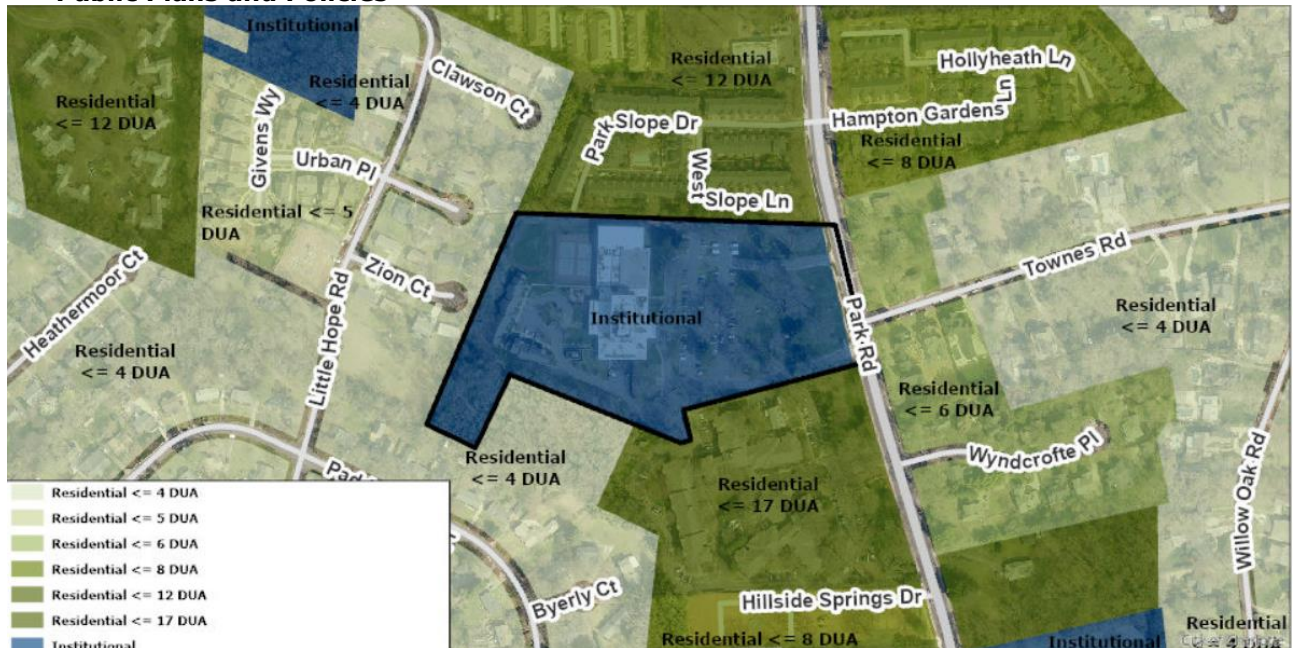 Public Plans and Policies
Institutional
Residential
<= 4 DUA
Clawson Ct
Residential
<= 12 DUA
Hollyheath Ln
Residential
<= 12 DUA
Givens Wy
Urban Pl
Park Slope Dr
West Slope Ln
Hampton Gardens Ln
Residential
<= 8 DUA
Residential <= 5
DUA
Heathermoor Ct
Zion Ct
Little Hope Rd
Townes Rd
Institutional
Park Rd
Residential
<= 4 DUA
Residential
<= 4 DUA
Residential
<= 6 DUA
Wyndcrofte Pl
Willow Oak Rd
Residential
<= 4 DUA
Residential
<= 17 DUA
Byerly Ct
Hillside Springs Dr
Residential <= 8 DUA
Institutional
Residential
<= 4 DUA
Residential <= 4 DUA
Residential <= 5 DUA
Residential <= 6 DUA
Residential <= 8 DUA
Residential <= 12 DUA
Residential <= 17 DUA
Institutional